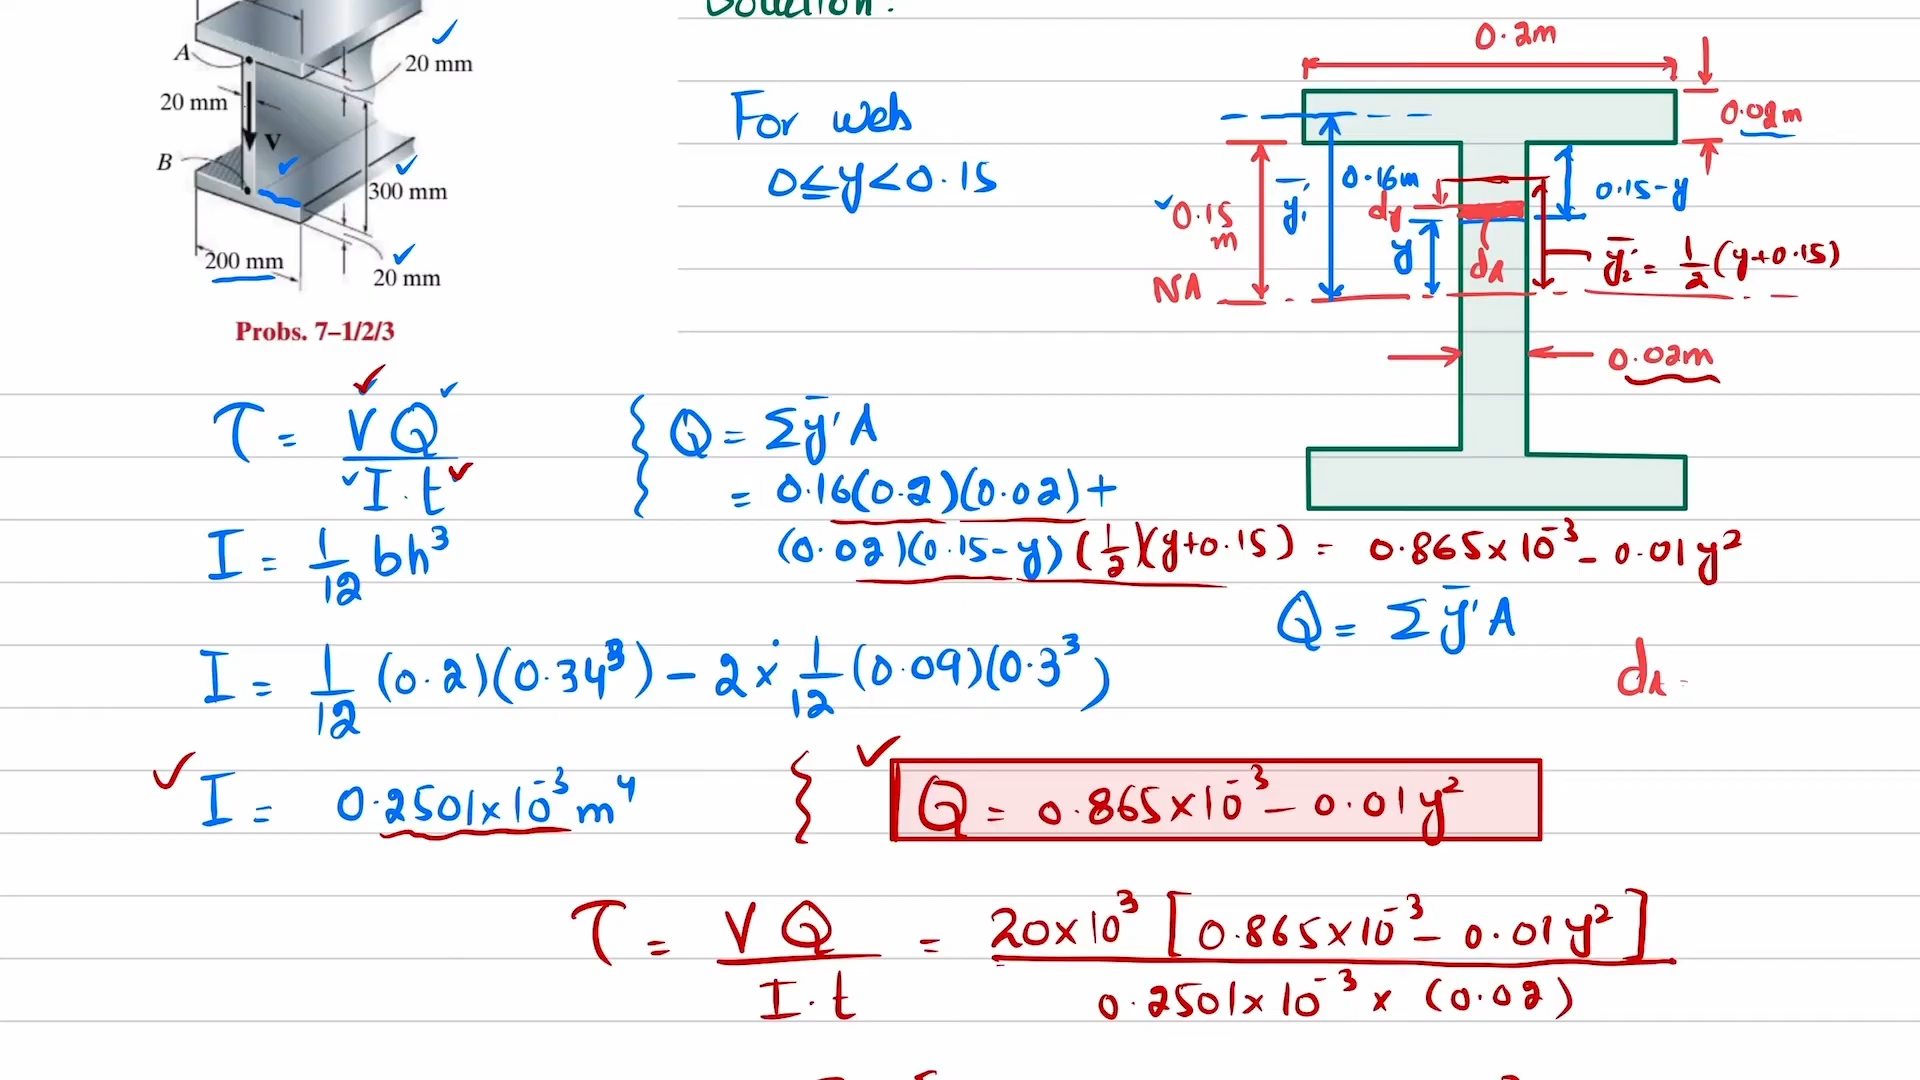 Solution:
A
20 mm
20 mm
V
B
300 mm
200 mm
20 mm
Probs. 7–1/2/3
For web
0≤y<0.15
0.2m
0.02m
0.16m
ȳ₁'
0.15 m
dy
y
dA
0.15-y
ȳ₂' = 1/2 (y+0.15)
NA
0.02m
τ = VQ / I.t
Q = Σȳ'A
= 0.16(0.2)(0.02)+
(0.02)(0.15-y)(1/2)(y+0.15) = 0.865×10⁻³ - 0.01y²
I = 1/12 bh³
Q = Σȳ'A
I = 1/12 (0.2)(0.34³) - 2 × 1/12 (0.09)(0.3³)
dA =
I = 0.2501×10⁻³ m⁴
Q = 0.865×10⁻³ - 0.01y²
τ = VQ / I.t = 20×10³ [0.865×10⁻³ - 0.01y²] / 0.2501×10⁻³ × (0.02)